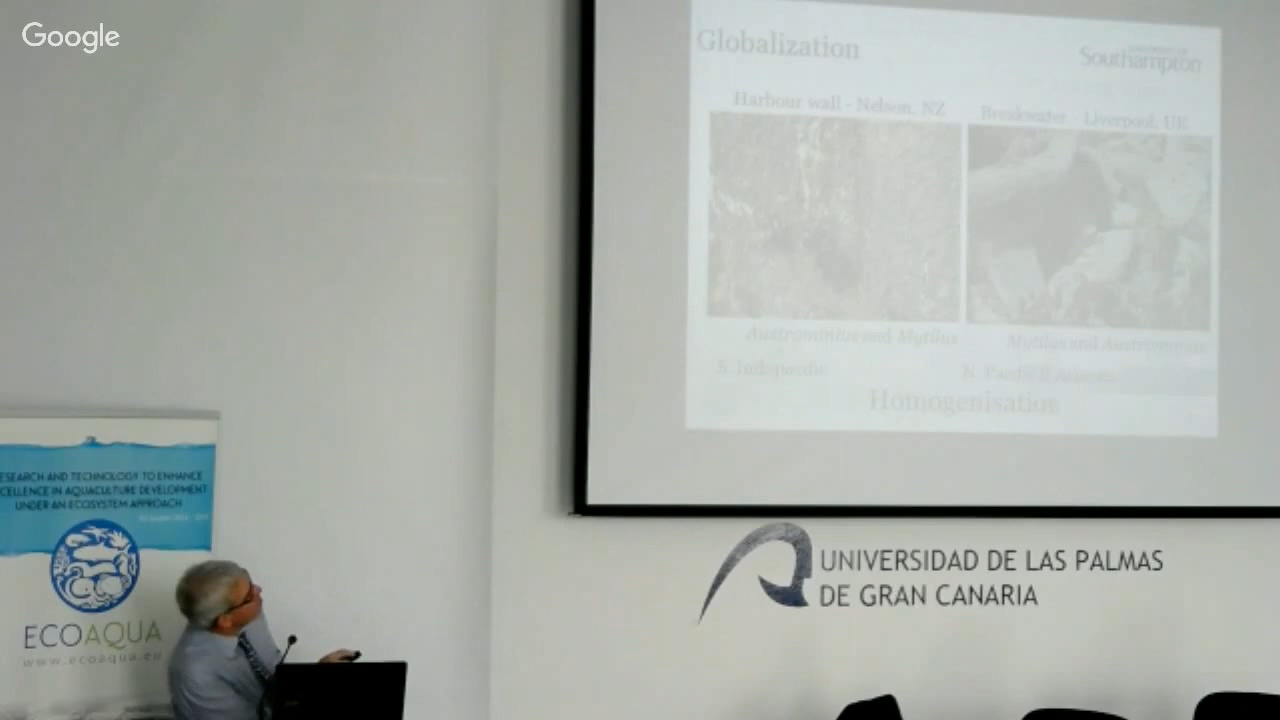 Google
Globalization
Southampton
Harbour wall - Nelson, NZ
Breakwater - Liverpool, UK
Austrominius and Mytilus
Mytilus and Austrominius
S. Indopacific
Homogenisation
ESEARCH AND TECHNOLOGY TO ENHANCE
CELLENCE IN AQUACULTURE DEVELOPMENT
UNDER AN ECOSYSTEM APPROACH
ECOAQUA
www.ecoaqua.eu
UNIVERSIDAD DE LAS PALMAS
DE GRAN CANARIA